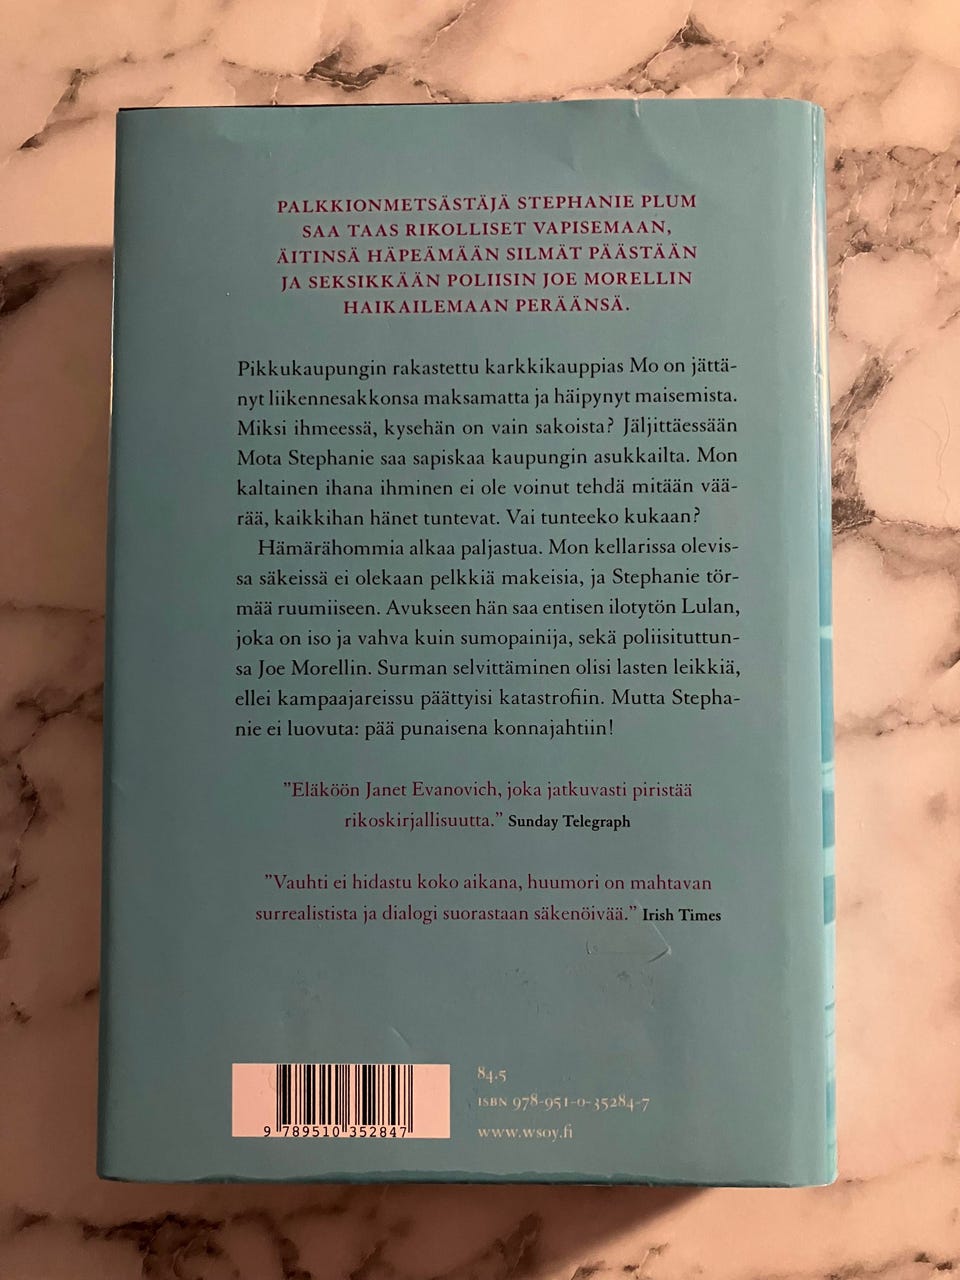 PALKKIONMETSÄSTÄJÄ STEPHANIE PLUM
SAA TAAS RIKOLLISET VAPISEMAAN,
ÄITINSÄ HÄPEÄMÄÄN SILMÄT PÄÄSTÄÄN
JA SEKSIKKÄÄN POLIISIN JOE MORELLIN
HAIKAILEMAAN PERÄÄNSÄ.
Pikkukaupungin rakastettu karkkikauppias Mo on jättä-
nyt liikennesakkonsa maksamatta ja häipynyt maisemista.
Miksi ihmeessä, kysehän on vain sakoista? Jäljittäessään
Mota Stephanie saa sapiskaa kaupungin asukkailta. Mon
kaltainen ihana ihminen ei ole voinut tehdä mitään vää-
rää, kaikkihan hänet tuntevat. Vai tunteeko kukaan?
Hämärähommia alkaa paljastua. Mon kellarissa olevis-
sa säkeissä ei olekaan pelkkiä makeisia, ja Stephanie tör-
mää ruumiiseen. Avukseen hän saa entisen ilotytön Lulan,
joka on iso ja vahva kuin sumopainija, sekä poliisituttun-
sa Joe Morellin. Surman selvittäminen olisi lasten leikkiä,
ellei kampaajareissu päättyisi katastrofiin. Mutta Stepha-
nie ei luovuta: pää punaisena konnajahtiin!
”Eläköön Janet Evanovich, joka jatkuvasti piristää
rikoskirjallisuutta.” Sunday Telegraph
”Vauhti ei hidastu koko aikana, huumori on mahtavan
surrealistista ja dialogi suorastaan säkenöivää.” Irish Times
84.5
ISBN 978-951-0-35284-7
www.wsoy.fi
9 789510 352847